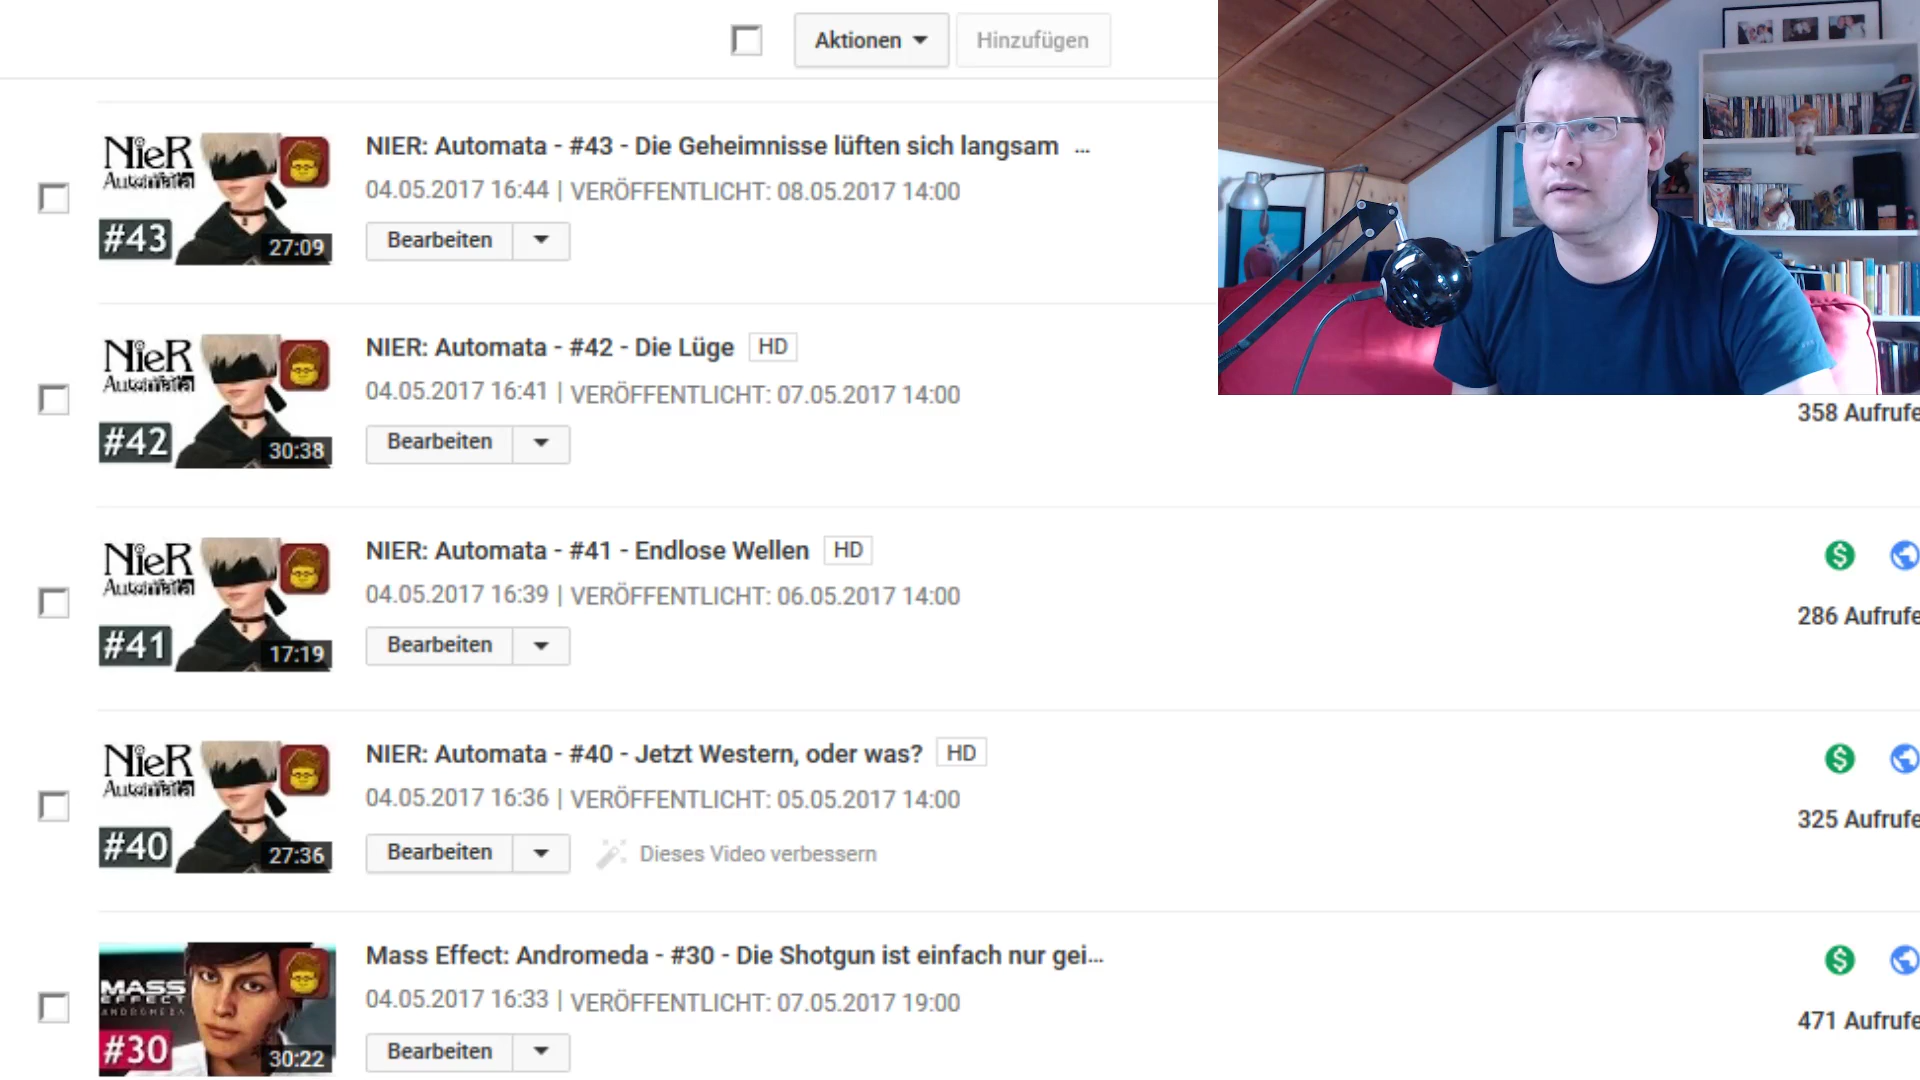 Aktionen Hinzufügen
NieR
Automata
#43
27:09
NIER: Automata - #43 - Die Geheimnisse lüften sich langsam ...
04.05.2017 16:44 | VERÖFFENTLICHT: 08.05.2017 14:00
Bearbeiten
NieR
Automata
#42
30:38
NIER: Automata - #42 - Die Lüge HD
04.05.2017 16:41 | VERÖFFENTLICHT: 07.05.2017 14:00
Bearbeiten
358 Aufrufe
NieR
Automata
#41
17:19
NIER: Automata - #41 - Endlose Wellen HD
04.05.2017 16:39 | VERÖFFENTLICHT: 06.05.2017 14:00
Bearbeiten
286 Aufrufe
NieR
Automata
#40
27:36
NIER: Automata - #40 - Jetzt Western, oder was? HD
04.05.2017 16:36 | VERÖFFENTLICHT: 05.05.2017 14:00
Bearbeiten Dieses Video verbessern
325 Aufrufe
MASS
EFFECT
ANDROMEDA
#30
30:22
Mass Effect: Andromeda - #30 - Die Shotgun ist einfach nur gei...
04.05.2017 16:33 | VERÖFFENTLICHT: 07.05.2017 19:00
Bearbeiten
471 Aufrufe